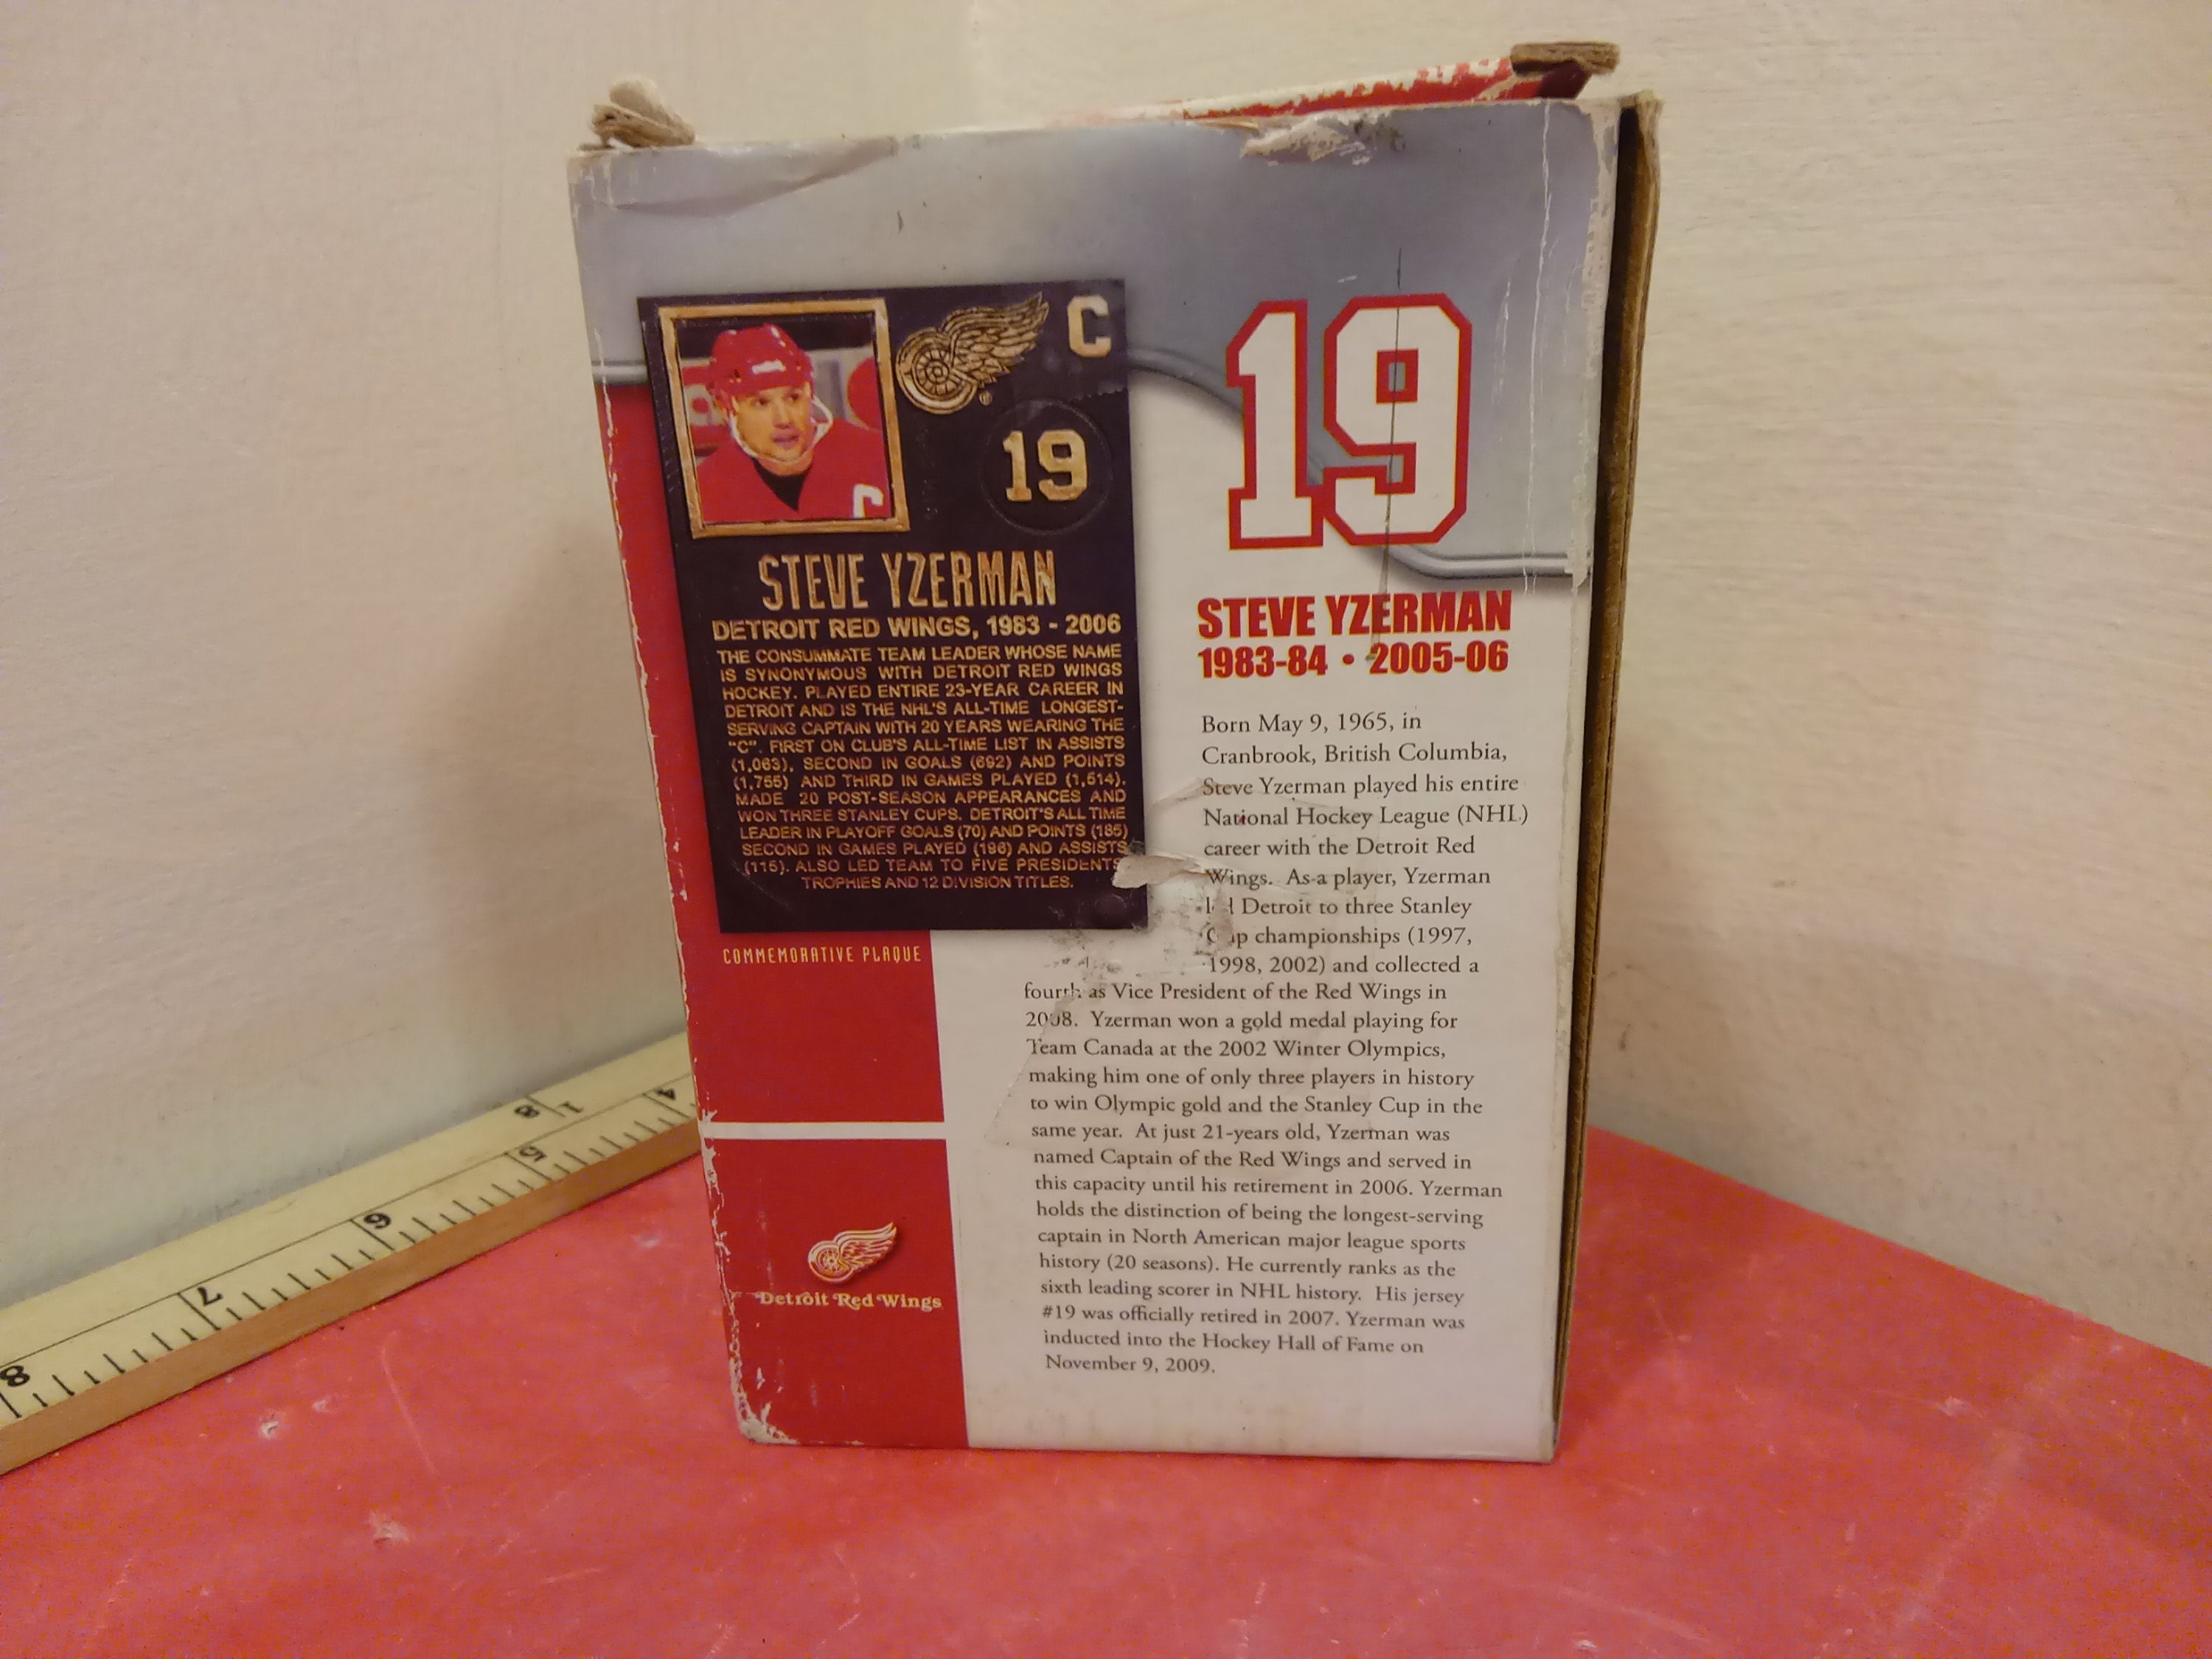 C
19
STEVE YZERMAN
DETROIT RED WINGS, 1983 - 2006
THE CONSUMMATE TEAM LEADER WHOSE NAME
IS SYNONYMOUS WITH DETROIT RED WINGS
HOCKEY. PLAYED ENTIRE 23-YEAR CAREER IN
DETROIT AND IS THE NHL'S ALL-TIME LONGEST-
SERVING CAPTAIN WITH 20 YEARS WEARING THE
"C". FIRST ON CLUB'S ALL-TIME LIST IN ASSISTS
(1,063), SECOND IN GOALS (692) AND POINTS
(1,755) AND THIRD IN GAMES PLAYED (1,514).
MADE 20 POST-SEASON APPEARANCES AND
WON THREE STANLEY CUPS. DETROIT'S ALL TIME
LEADER IN PLAYOFF GOALS (70) AND POINTS (185)
SECOND IN GAMES PLAYED (196) AND ASSISTS
(115). ALSO LED TEAM TO FIVE PRESIDENTS
TROPHIES AND 12 DIVISION TITLES.
COMMEMORATIVE PLAQUE
Detroit Red Wings
19
STEVE YZERMAN
1983-84 • 2005-06
Born May 9, 1965, in
Cranbrook, British Columbia,
Steve Yzerman played his entire
National Hockey League (NHL)
career with the Detroit Red
Wings. As a player, Yzerman
led Detroit to three Stanley
Cup championships (1997,
1998, 2002) and collected a
fourth as Vice President of the Red Wings in
2008. Yzerman won a gold medal playing for
Team Canada at the 2002 Winter Olympics,
making him one of only three players in history
to win Olympic gold and the Stanley Cup in the
same year. At just 21-years old, Yzerman was
named Captain of the Red Wings and served in
this capacity until his retirement in 2006. Yzerman
holds the distinction of being the longest-serving
captain in North American major league sports
history (20 seasons). He currently ranks as the
sixth leading scorer in NHL history. His jersey
#19 was officially retired in 2007. Yzerman was
inducted into the Hockey Hall of Fame on
November 9, 2009.
8 1
4
5
6
7
8